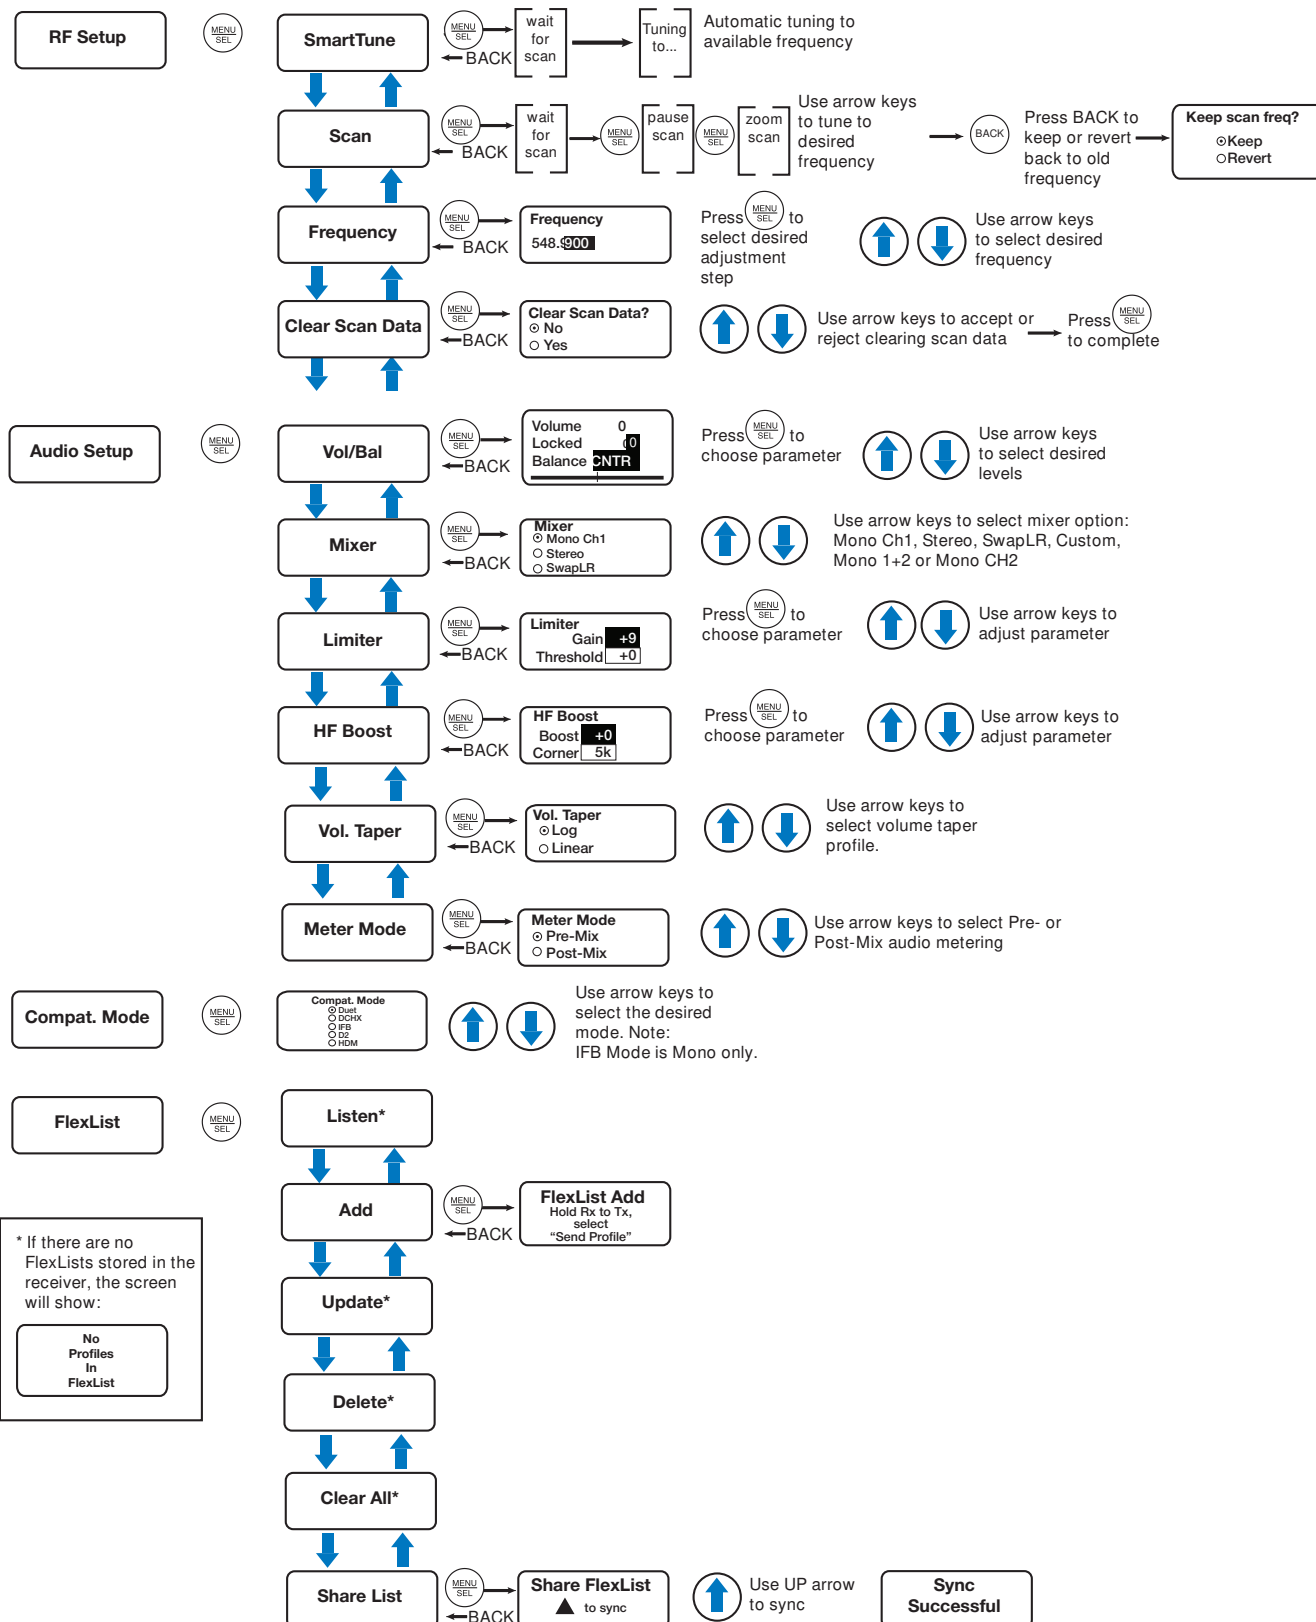 RF Setup
MENU
SEL
SmartTune
MENU
SEL
BACK
wait
for
scan
Tuning
to...
Automatic tuning to
available frequency
Scan
MENU
SEL
BACK
wait
for
scan
MENU
SEL
pause
scan
MENU
SEL
zoom
scan
Use arrow keys
to tune to
desired
frequency
BACK
Press BACK to
keep or revert
back to old
frequency
Keep scan freq?
Keep
Revert
Frequency
MENU
SEL
BACK
Frequency
548.9900
Press MENU SEL to
select desired
adjustment
step
Use arrow keys
to select desired
frequency
Clear Scan Data
MENU
SEL
BACK
Clear Scan Data?
No
Yes
Use arrow keys to accept or
reject clearing scan data
Press MENU SEL
to complete
Audio Setup
MENU
SEL
Vol/Bal
MENU
SEL
BACK
Volume 0
Locked 0
Balance CNTR
Press MENU SEL to
choose parameter
Use arrow keys
to select desired
levels
Mixer
MENU
SEL
BACK
Mixer
Mono Ch1
Stereo
SwapLR
Use arrow keys to select mixer option:
Mono Ch1, Stereo, SwapLR, Custom,
Mono 1+2 or Mono CH2
Limiter
MENU
SEL
BACK
Limiter
Gain +9
Threshold +0
Press MENU SEL to
choose parameter
Use arrow keys to
adjust parameter
HF Boost
MENU
SEL
BACK
HF Boost
Boost +0
Corner 5k
Press MENU SEL to
choose parameter
Use arrow keys to
adjust parameter
Vol. Taper
MENU
SEL
BACK
Vol. Taper
Log
Linear
Use arrow keys to
select volume taper
profile.
Meter Mode
MENU
SEL
BACK
Meter Mode
Pre-Mix
Post-Mix
Use arrow keys to select Pre- or
Post-Mix audio metering
Compat. Mode
MENU
SEL
Compat. Mode
Duet
DCHX
IFB
D2
HDM
Use arrow keys to
select the desired
mode. Note:
IFB Mode is Mono only.
FlexList
MENU
SEL
Listen*
Add
MENU
SEL
BACK
FlexList Add
Hold Rx to Tx,
select
“Send Profile”
* If there are no
FlexLists stored in the
receiver, the screen
will show:
No
Profiles
In
FlexList
Update*
Delete*
Clear All*
Share List
MENU
SEL
BACK
Share FlexList
to sync
Use UP arrow
to sync
Sync
Successful